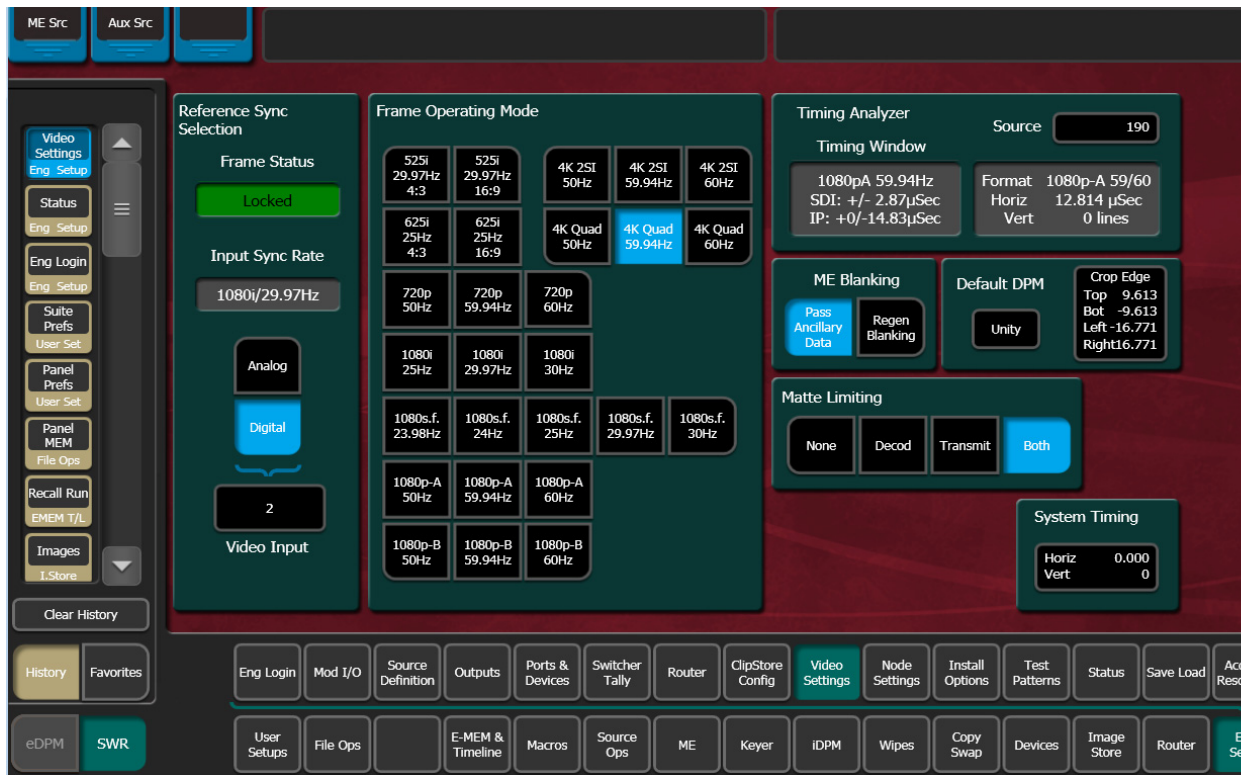 ME Src
Aux Src
Video
Settings
Eng Setup
Status
Eng Setup
Eng Login
Eng Setup
Suite
Prefs
User Set
Panel
Prefs
User Set
Panel
MEM
File Ops
Recall Run
EMEM T/L
Images
I.Store
Clear History
History
Favorites
eDPM
SWR
Reference Sync
Selection
Frame Status
Locked
Input Sync Rate
1080i/29.97Hz
Analog
Digital
2
Video Input
Frame Operating Mode
525i
29.97Hz
4:3
525i
29.97Hz
16:9
4K 2SI
50Hz
4K 2SI
59.94Hz
4K 2SI
60Hz
625i
25Hz
4:3
625i
25Hz
16:9
4K Quad
50Hz
4K Quad
59.94Hz
4K Quad
60Hz
720p
50Hz
720p
59.94Hz
720p
60Hz
1080i
25Hz
1080i
29.97Hz
1080i
30Hz
1080s.f.
23.98Hz
1080s.f.
24Hz
1080s.f.
25Hz
1080s.f.
29.97Hz
1080s.f.
30Hz
1080p-A
50Hz
1080p-A
59.94Hz
1080p-A
60Hz
1080p-B
50Hz
1080p-B
59.94Hz
1080p-B
60Hz
Timing Analyzer
Source 190
Timing Window
1080pA 59.94Hz
SDI: +/- 2.87µSec
IP: +0/-14.83µSec
Format 1080p-A 59/60
Horiz 12.814 µSec
Vert 0 lines
ME Blanking
Pass
Ancillary
Data
Regen
Blanking
Default DPM
Unity
Crop Edge
Top 9.613
Bot -9.613
Left -16.771
Right16.771
Matte Limiting
None
Decod
Transmit
Both
System Timing
Horiz 0.000
Vert 0
Eng Login
Mod I/O
Source
Definition
Outputs
Ports &
Devices
Switcher
Tally
Router
ClipStore
Config
Video
Settings
Node
Settings
Install
Options
Test
Patterns
Status
Save Load
User
Setups
File Ops
E-MEM &
Timeline
Macros
Source
Ops
ME
Keyer
iDPM
Wipes
Copy
Swap
Devices
Image
Store
Router